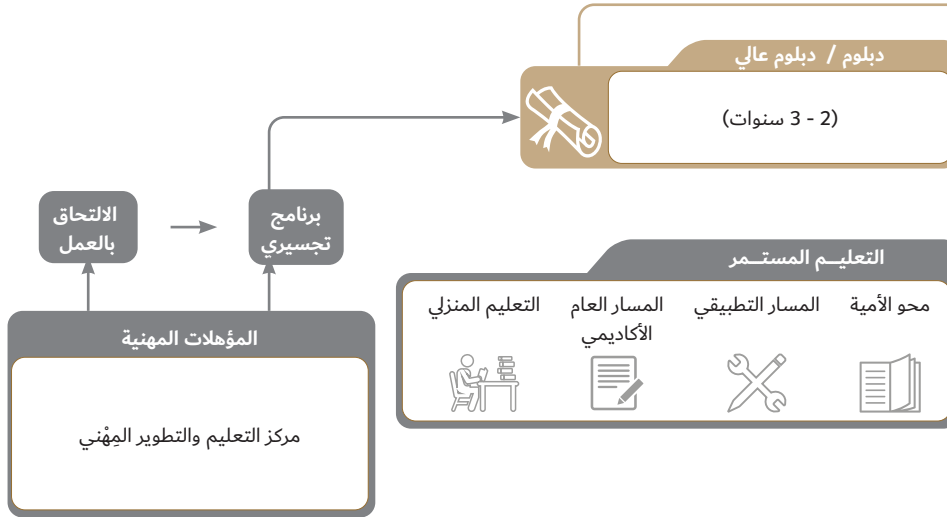 دبلوم / دبلوم عالي
(2 - 3 سنوات)
برنامج
تجسيري
الالتحاق
بالعمل
التعليــم المستــمر
محو الأمية
المسار التطبيقي
المسار العام
الأكاديمي
التعليم المنزلي
المؤهلات المهنية
مركز التعليم والتطوير المِهْني